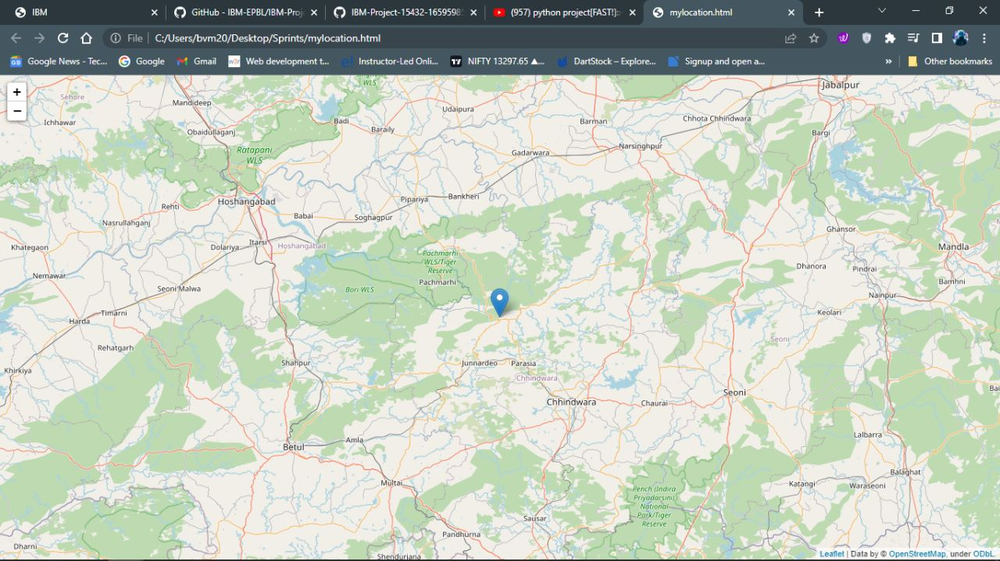 IBM
GitHub - IBM-EPBL/IBM-Proj
IBM-Project-15432-16595985
(957) python project[FAST!]:
mylocation.html
File
C:/Users/bvm20/Desktop/Sprints/mylocation.html
Google News - Tec...
Google
Gmail
Web development t...
Instructor-Led Onli...
NIFTY 13297.65 ▲...
DartStock – Explore...
Signup and open a...
»
Other bookmarks
+
−
WLS
Jabalpur
Sehore
Mandideep
Udaipura
Ichhawar
Badi
Baraily
Barman
Chhota Chhindwara
Obaidullaganj
Bargi
Ratapani
WLS
Gadarwara
Narsinghpur
Hoshangabad
Rehti
Pipariya
Bankheri
Babai
Soghagpur
Nasrullahganj
Ghansor
Khategaon
Dolariya
Itarsi
Hoshangabad
Mandla
Pachmarhi
WLS/Tiger
Reserve
Nemawar
Dhanora
Pindrai
Pachmarhi
Bamhni
Seoni Malwa
Bori WLS
Nainpur
Timarni
Harda
Keolari
Rehatgarh
Seoni
Khirkiya
Shahpur
Junnardeo
Parasia
Chhindwara
Seoni
Chhindwara
Chaurai
Amla
Betul
Lalbarra
Multai
Balaghat
Katangi
Waraseoni
Pench (Indira
Priyadarsini)
National
Park/Tiger
Reserve
Sausar
Pandhurna
Dharni
Shenduriana
Leaflet | Data by © OpenStreetMap, under ODbL.